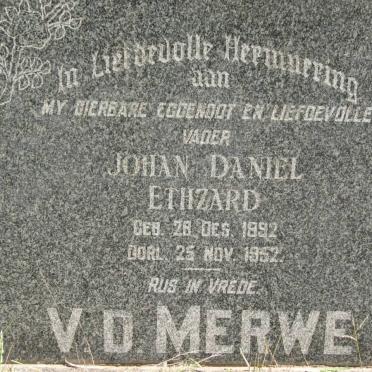 In Liefdevolle Herinnering
aan
MY DIERBARE EGGENOOT EN LIEFDEVOLLE
VADER
JOHAN DANIEL
ETHZARD
GEB. 28 DES. 1892
OORL. 25 NOV. 1957.
RUS IN VREDE.
V D MERWE